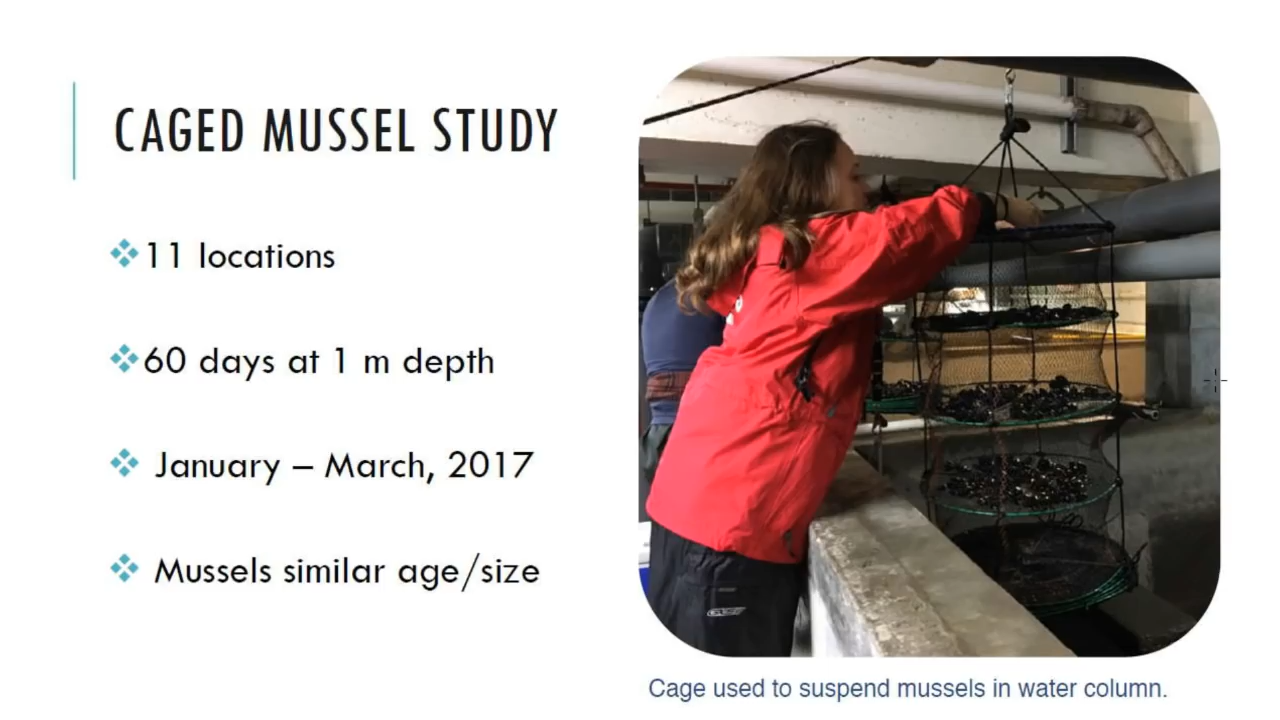 CAGED MUSSEL STUDY
11 locations
60 days at 1 m depth
January – March, 2017
Mussels similar age/size
Cage used to suspend mussels in water column.